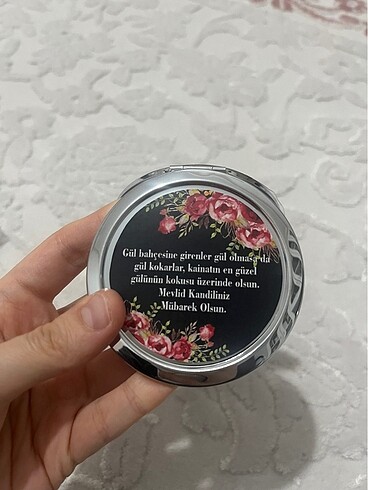 Gül bahçesine girenler gül olmasa da
gül kokarlar, kainatın en güzel
gülünün kokusu üzerinde olsun.
Mevlid Kandiliniz
Mübarek Olsun.